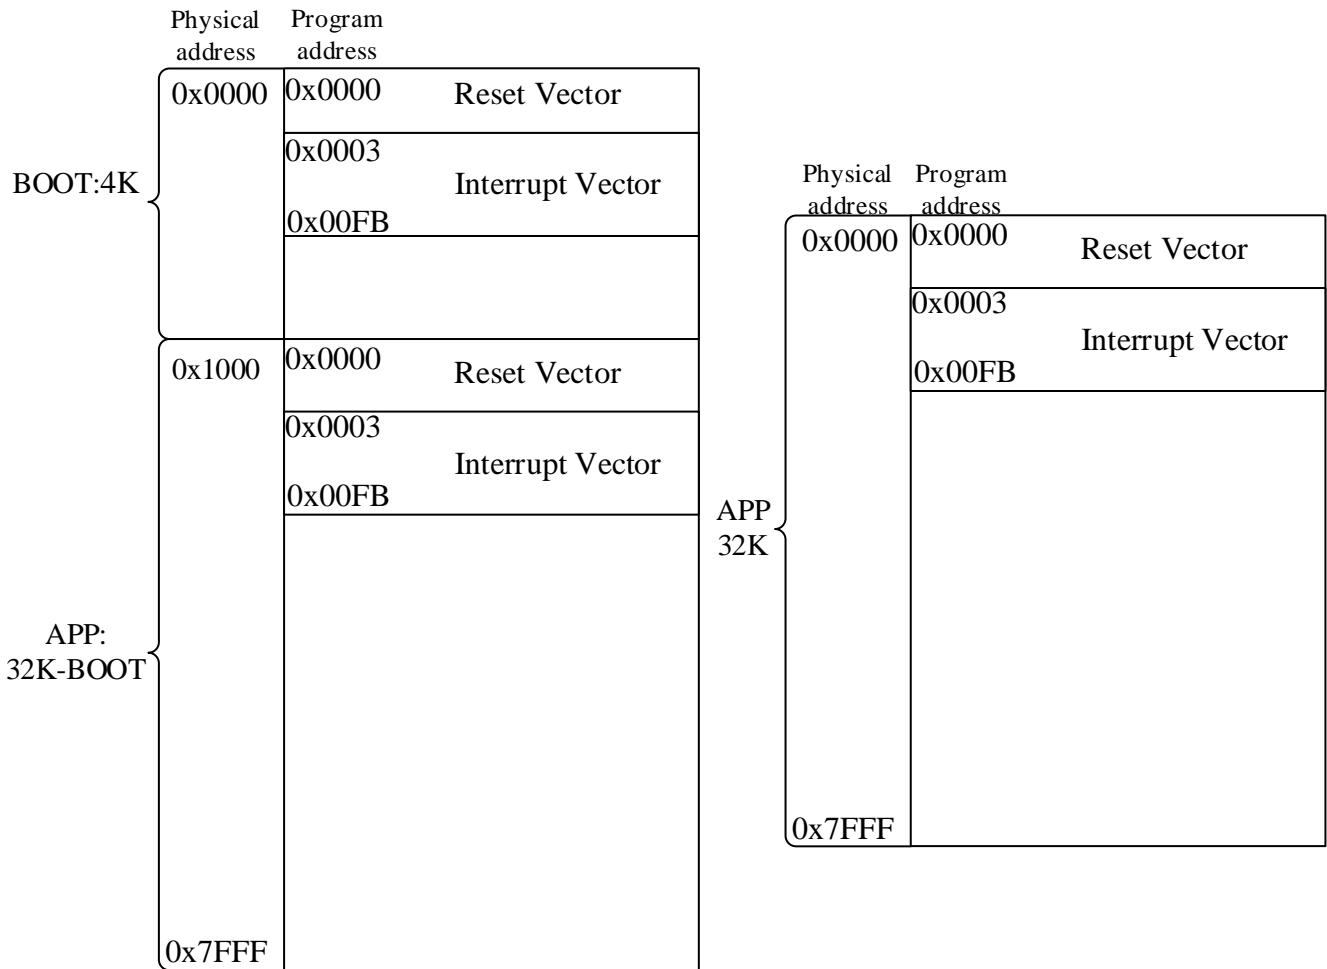 Physical
address
Program
address
0x0000
0x0000
Reset Vector
0x0003
Interrupt Vector
0x00FB
BOOT:4K
0x1000
0x0000
Reset Vector
0x0003
Interrupt Vector
0x00FB
APP:
32K-BOOT
0x7FFF
Physical
address
Program
address
0x0000
0x0000
Reset Vector
0x0003
Interrupt Vector
0x00FB
APP
32K
0x7FFF